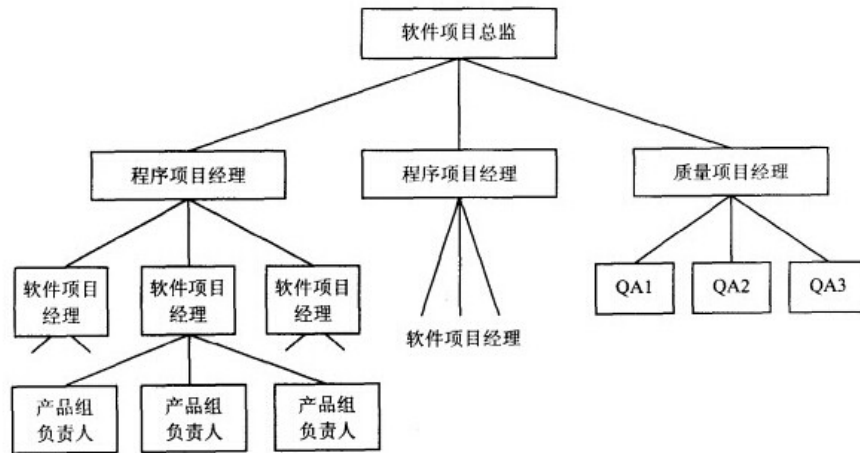 软件项目总监
程序项目经理
程序项目经理
质量项目经理
软件项目
经理
软件项目
经理
软件项目
经理
软件项目经理
QA1
QA2
QA3
产品组
负责人
产品组
负责人
产品组
负责人